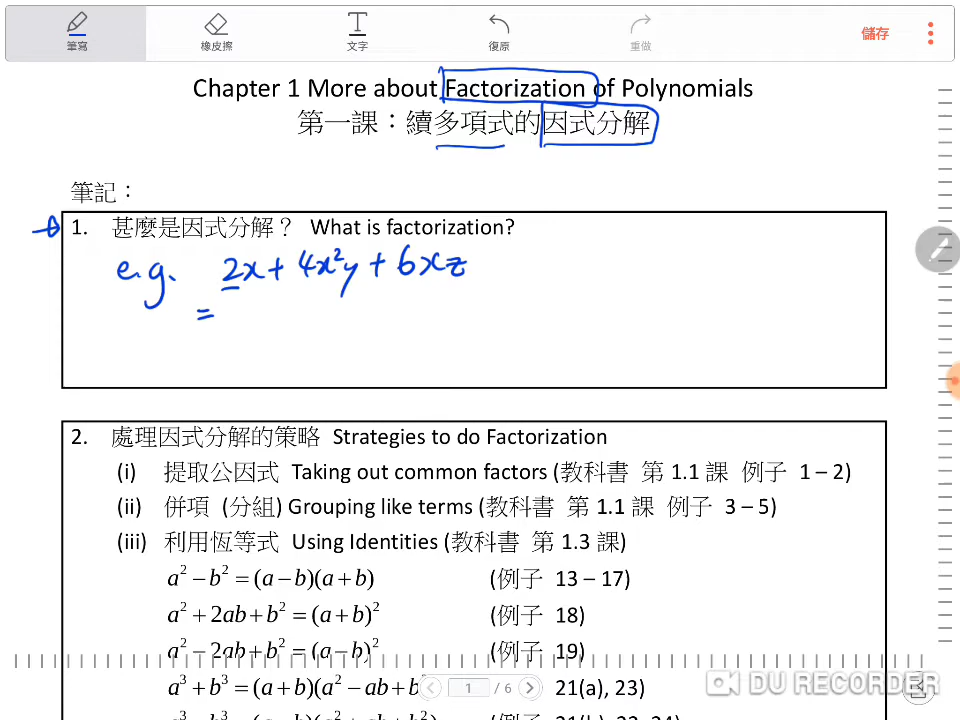 筆寫 橡皮擦 文字 復原 重做 儲存
Chapter 1 More about Factorization of Polynomials
第一課：續多項式的因式分解
筆記：
1. 甚麼是因式分解？ What is factorization?
e.g. 2x + 4x²y + 6xz
=
2. 處理因式分解的策略 Strategies to do Factorization
(i) 提取公因式 Taking out common factors (教科書 第 1.1 課 例子 1 – 2)
(ii) 併項 (分組) Grouping like terms (教科書 第 1.1 課 例子 3 – 5)
(iii) 利用恆等式 Using Identities (教科書 第 1.3 課)
a² − b² = (a − b)(a + b) (例子 13 – 17)
a² + 2ab + b² = (a + b)² (例子 18)
a² − 2ab + b² = (a − b)² (例子 19)
a³ + b³ = (a + b)(a² − ab + b 21(a), 23)
1 / 6
DU RECORDER